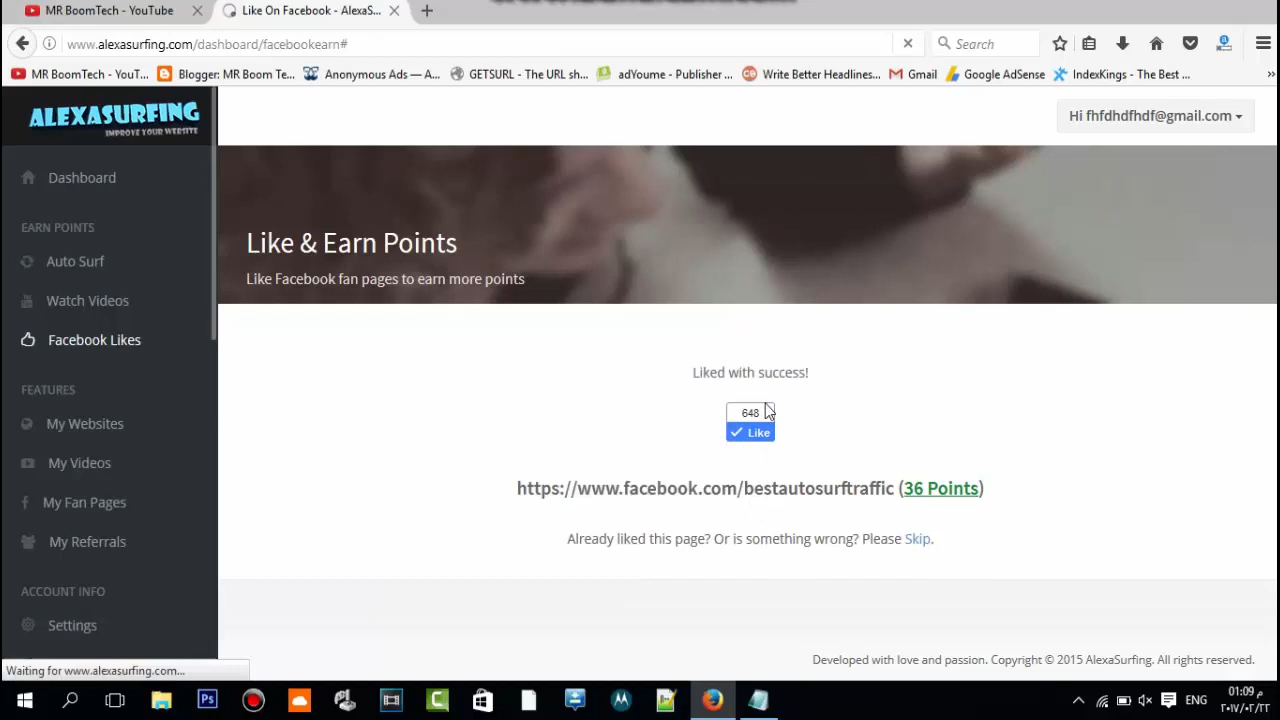 MR BoomTech - YouTube
Like On Facebook - AlexaS...
www.alexasurfing.com/dashboard/facebookearn#
Search
MR BoomTech - YouT...
Blogger: MR Boom Te...
Anonymous Ads — A...
GETSURL - The URL sh...
adYoume - Publisher ...
Write Better Headlines...
Gmail
Google AdSense
IndexKings - The Best ...
ALEXASURFING
IMPROVE YOUR WEBSITE
Hi fhfdhdfhdf@gmail.com
Dashboard
EARN POINTS
Auto Surf
Watch Videos
Facebook Likes
FEATURES
My Websites
My Videos
My Fan Pages
My Referrals
ACCOUNT INFO
Settings
Like & Earn Points
Like Facebook fan pages to earn more points
Liked with success!
648
Like
https://www.facebook.com/bestautosurftraffic (36 Points)
Already liked this page? Or is something wrong? Please Skip.
Developed with love and passion. Copyright © 2015 AlexaSurfing. All rights reserved.
Waiting for www.alexasurfing.com...
Ps
ENG
01:09 م
٢٠١٧/٠٢/٢٢